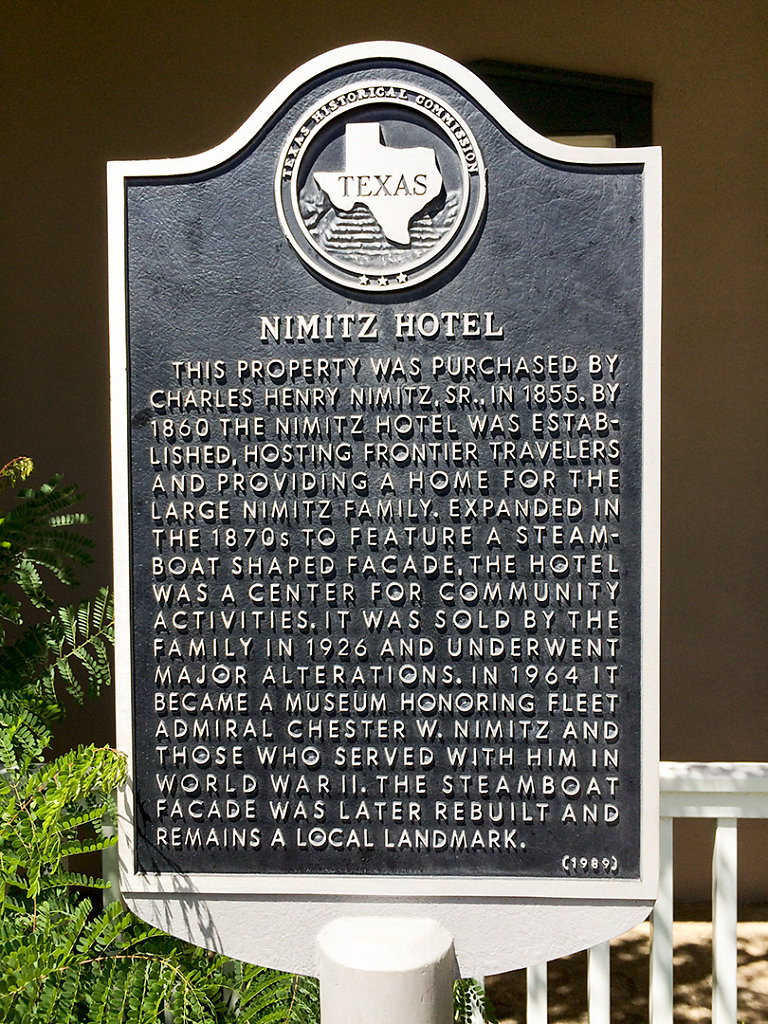 TEXAS HISTORICAL COMMISSION
TEXAS
NIMITZ HOTEL
THIS PROPERTY WAS PURCHASED BY
CHARLES HENRY NIMITZ, SR., IN 1855. BY
1860 THE NIMITZ HOTEL WAS ESTAB-
LISHED, HOSTING FRONTIER TRAVELERS
AND PROVIDING A HOME FOR THE
LARGE NIMITZ FAMILY. EXPANDED IN
THE 1870s TO FEATURE A STEAM-
BOAT SHAPED FACADE, THE HOTEL
WAS A CENTER FOR COMMUNITY
ACTIVITIES. IT WAS SOLD BY THE
FAMILY IN 1926 AND UNDERWENT
MAJOR ALTERATIONS. IN 1964 IT
BECAME A MUSEUM HONORING FLEET
ADMIRAL CHESTER W. NIMITZ AND
THOSE WHO SERVED WITH HIM IN
WORLD WAR II. THE STEAMBOAT
FACADE WAS LATER REBUILT AND
REMAINS A LOCAL LANDMARK.
(1989)